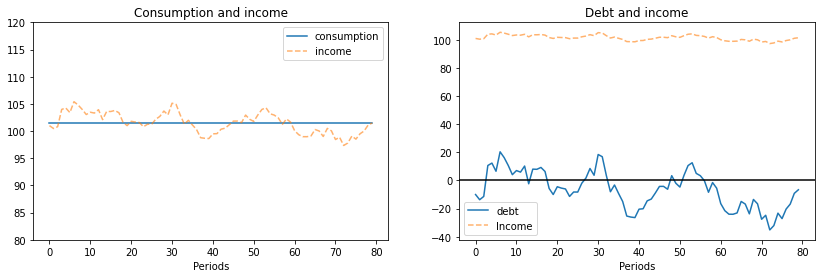 Consumption and income
120
115
110
105
100
95
90
85
80
0 10 20 30 40 50 60 70 80
Periods
consumption
income
Debt and income
100
80
60
40
20
0
−20
−40
0 10 20 30 40 50 60 70 80
Periods
debt
Income